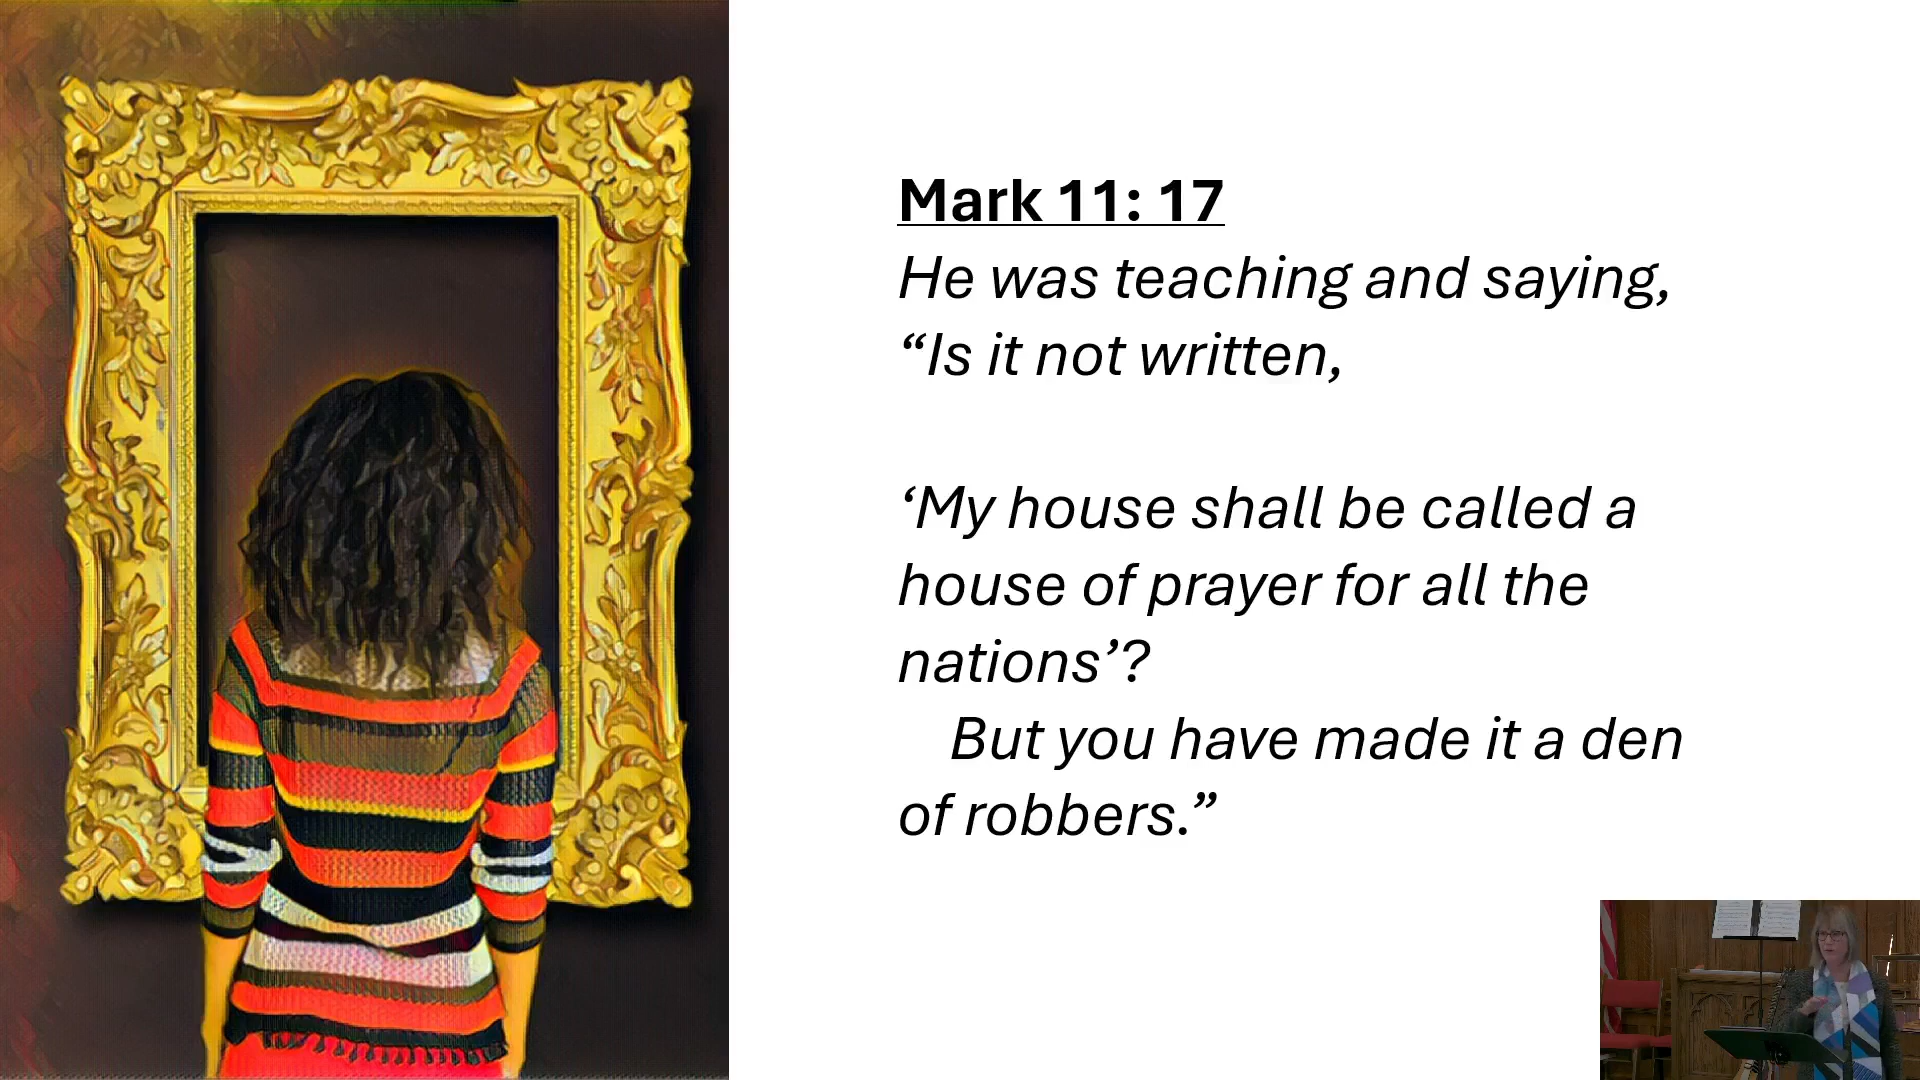 Mark 11: 17
He was teaching and saying,
“Is it not written,
‘My house shall be called a
house of prayer for all the
nations’?
But you have made it a den
of robbers.”